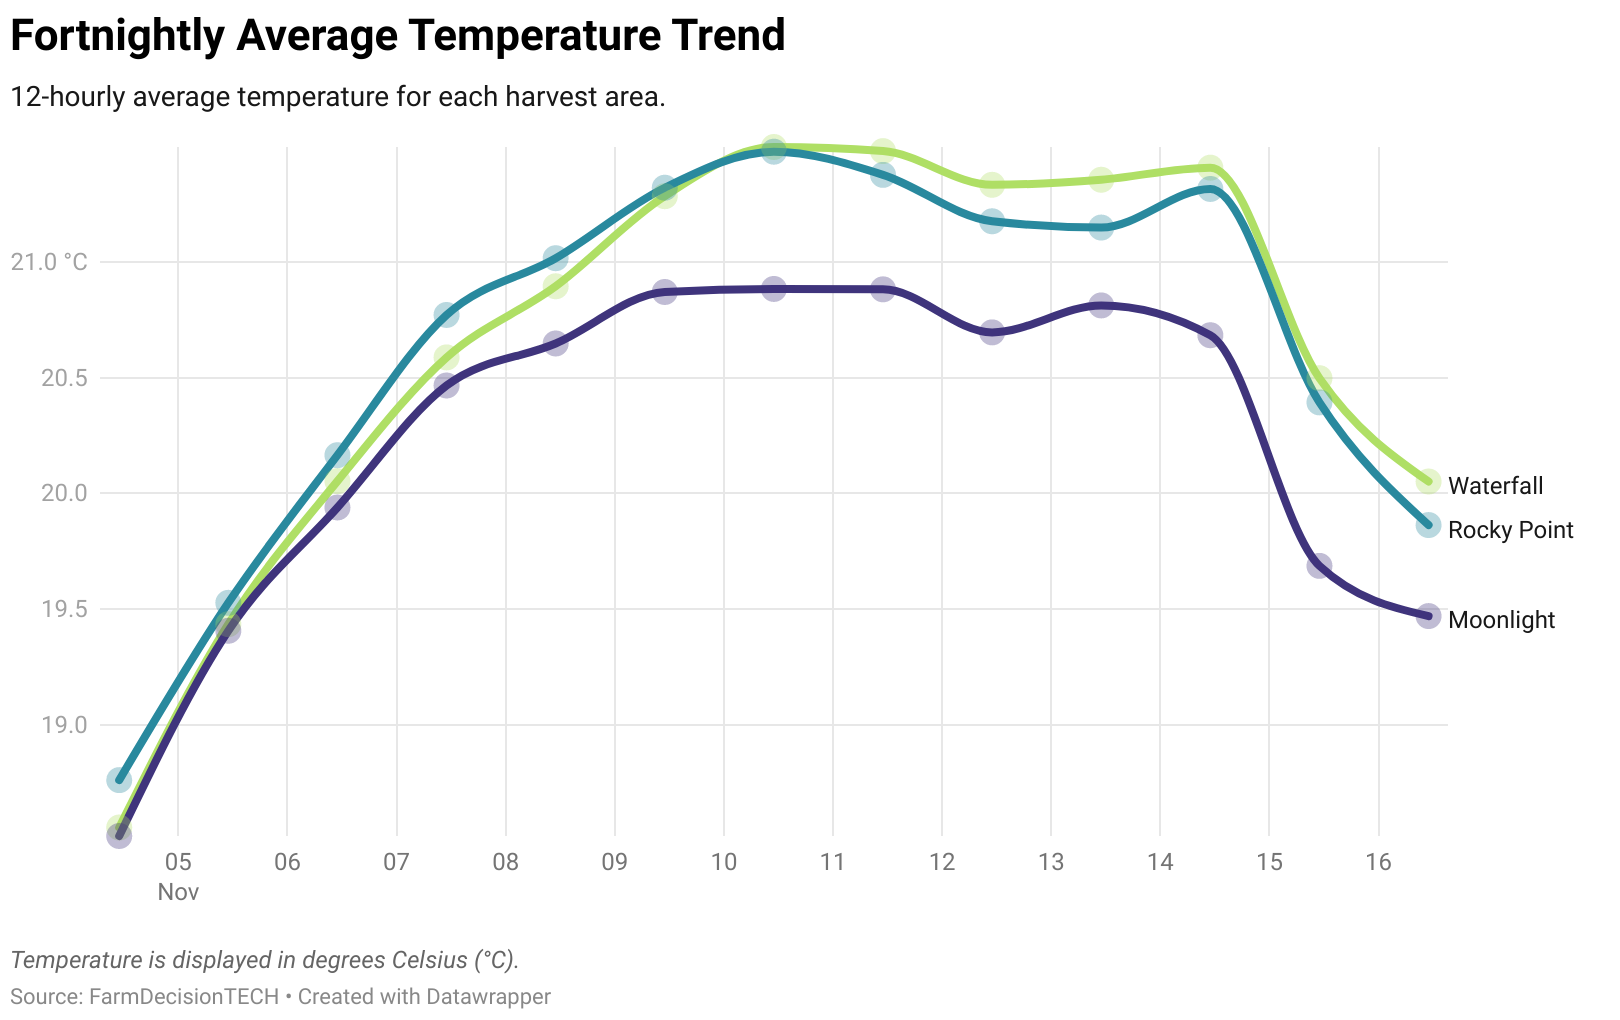 Fortnightly Average Temperature Trend
12-hourly average temperature for each harvest area.
21.0 °C
20.5
20.0
19.5
19.0
Waterfall
Rocky Point
Moonlight
05 06 07 08 09 10 11 12 13 14 15 16
Nov
Temperature is displayed in degrees Celsius (°C).
Source: FarmDecisionTECH • Created with Datawrapper